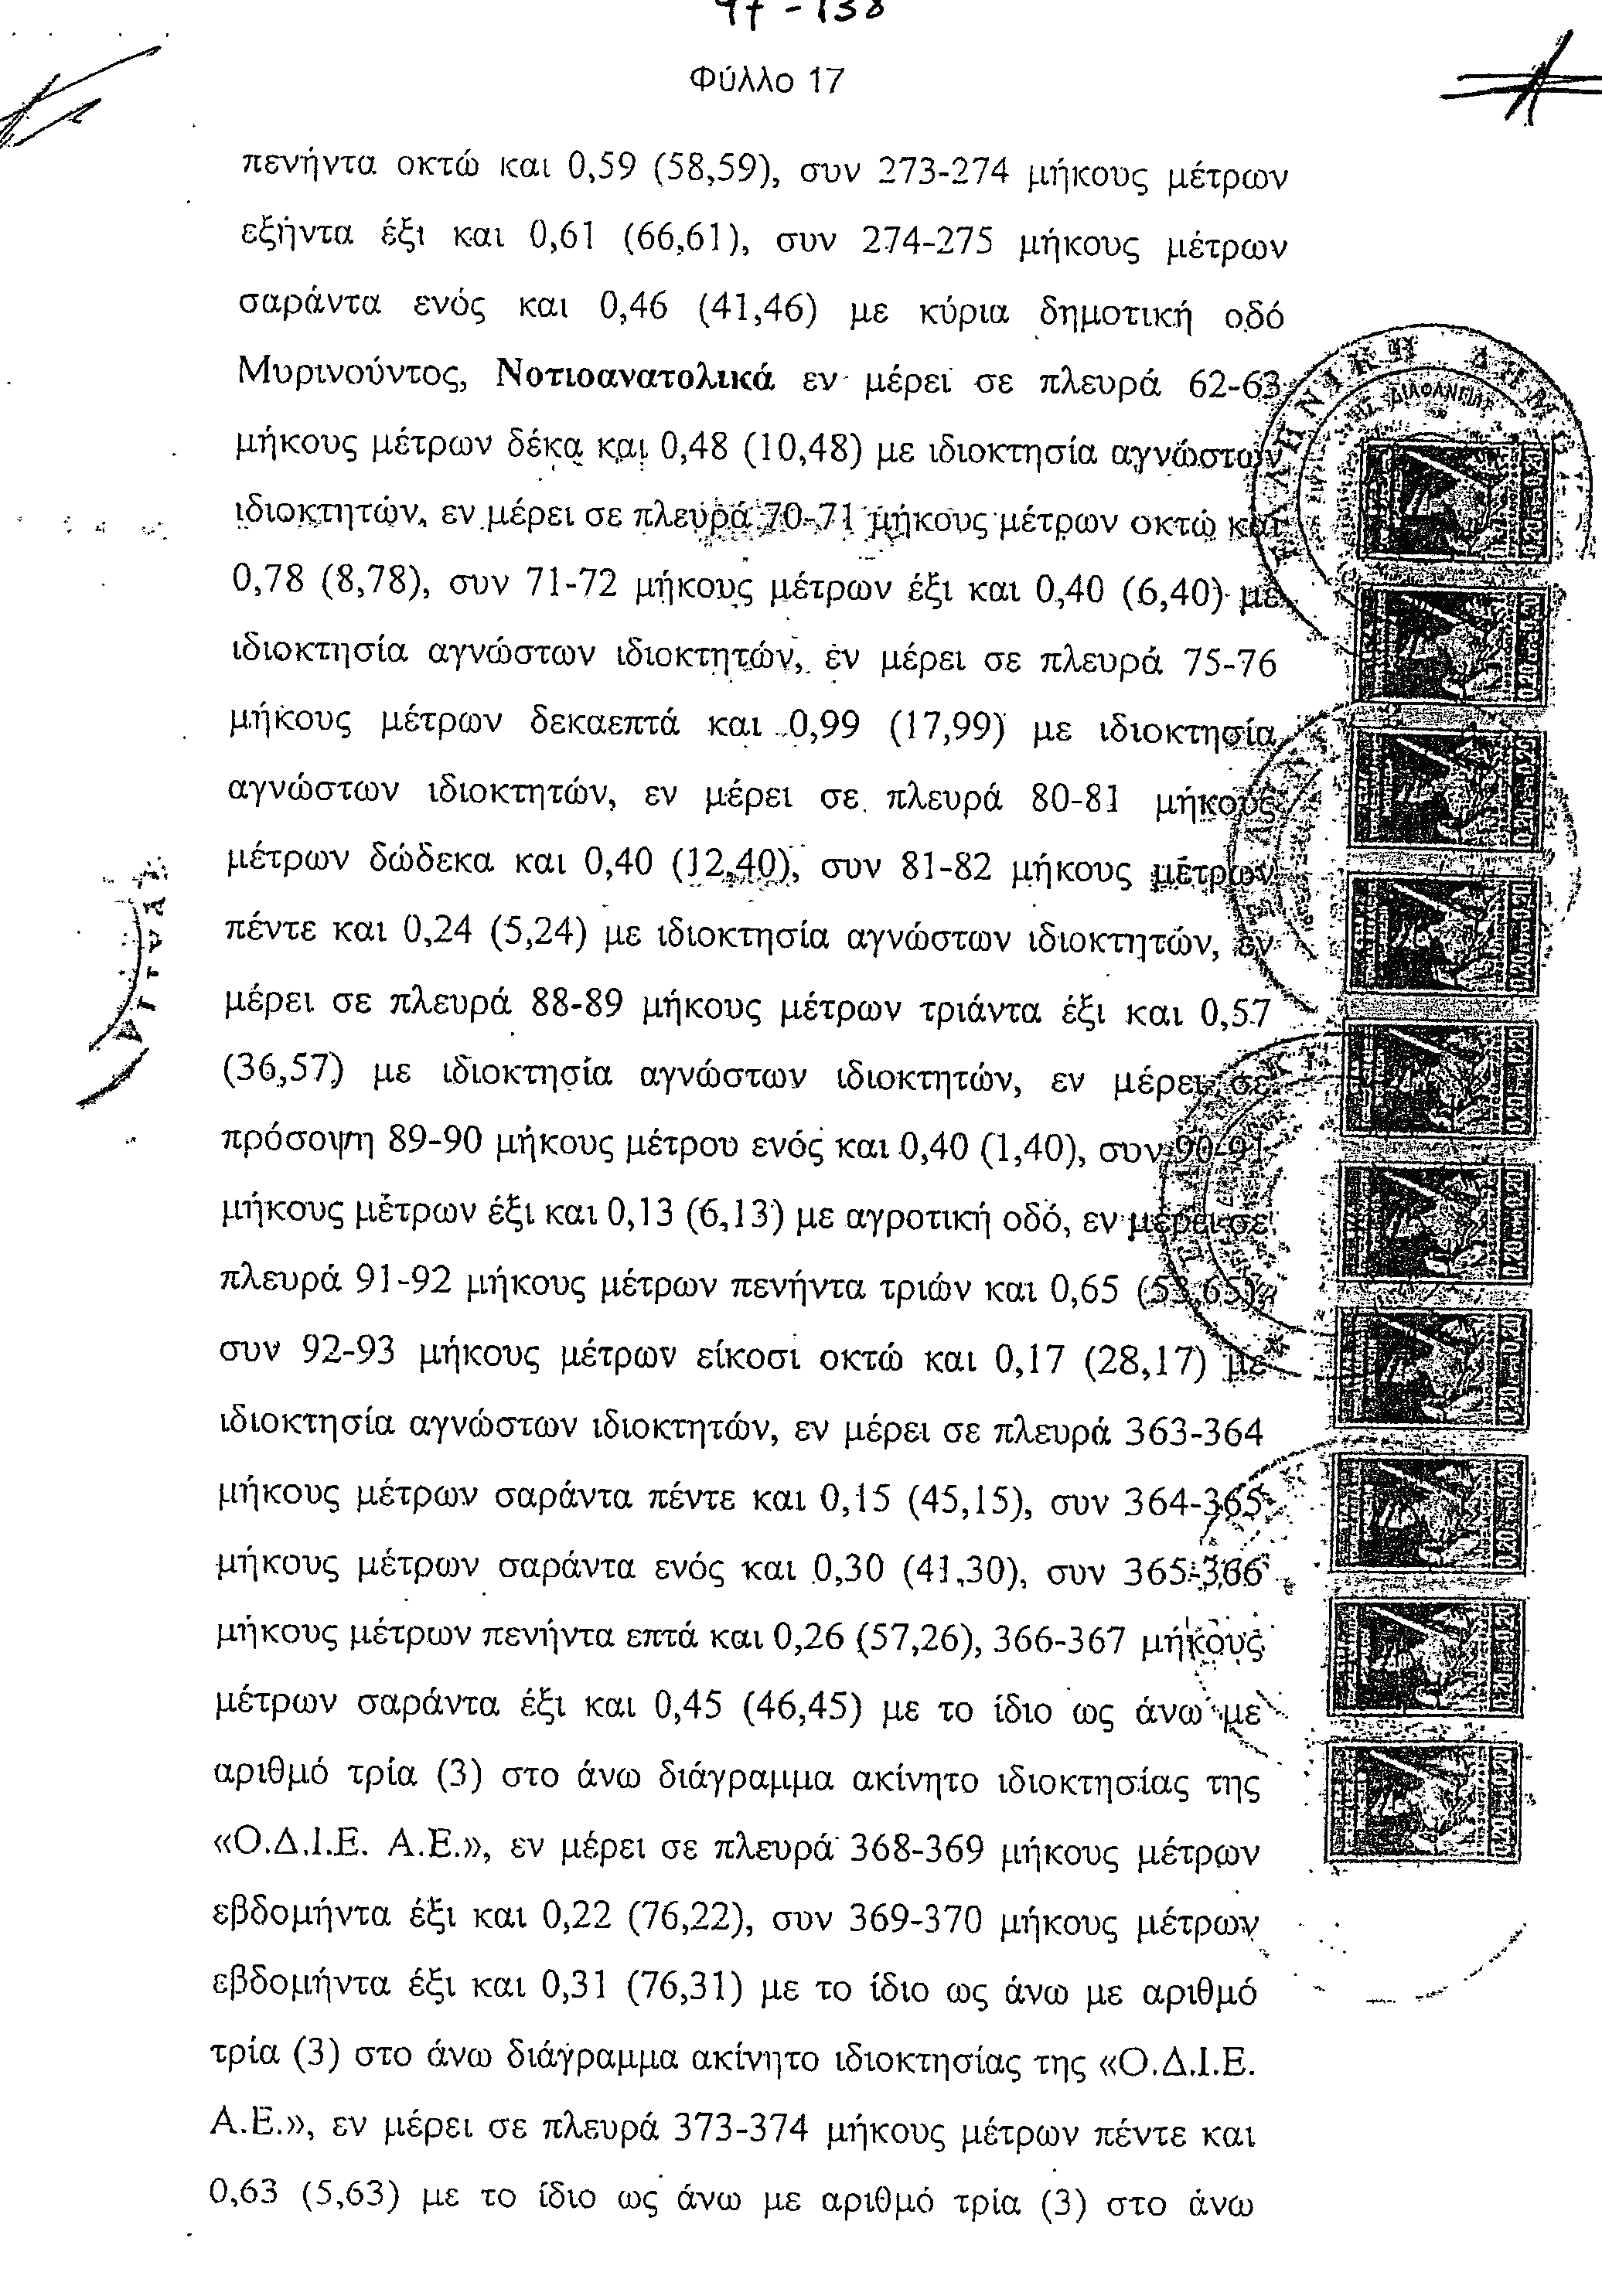 Φύλλο 17
πενήντα οκτώ και 0,59 (58,59), συν 273-274 μήκους μέτρων
εξήντα έξι και 0,61 (66,61), συν 274-275 μήκους μέτρων
σαράντα ενός και 0,46 (41,46) με κύρια δημοτική οδό
Μυρινούντος, Νοτιοανατολικά εν μέρει σε πλευρά 62-63
μήκους μέτρων δέκα και 0,48 (10,48) με ιδιοκτησία αγνώστων
ιδιοκτητών, εν μέρει σε πλευρά 70-71 μήκους μέτρων οκτώ και
0,78 (8,78), συν 71-72 μήκους μέτρων έξι και 0,40 (6,40) με
ιδιοκτησία αγνώστων ιδιοκτητών, εν μέρει σε πλευρά 75-76
μήκους μέτρων δεκαεπτά και 0,99 (17,99) με ιδιοκτησία
αγνώστων ιδιοκτητών, εν μέρει σε πλευρά 80-81 μήκους
μέτρων δώδεκα και 0,40 (12,40), συν 81-82 μήκους μέτρων
πέντε και 0,24 (5,24) με ιδιοκτησία αγνώστων ιδιοκτητών, εν
μέρει σε πλευρά 88-89 μήκους μέτρων τριάντα έξι και 0,57
(36,57) με ιδιοκτησία αγνώστων ιδιοκτητών, εν μέρει σε
πρόσοψη 89-90 μήκους μέτρου ενός και 0,40 (1,40), συν 90-91
μήκους μέτρων έξι και 0,13 (6,13) με αγροτική οδό, εν μέρει σε
πλευρά 91-92 μήκους μέτρων πενήντα τριών και 0,65 (53,65),
συν 92-93 μήκους μέτρων είκοσι οκτώ και 0,17 (28,17) με
ιδιοκτησία αγνώστων ιδιοκτητών, εν μέρει σε πλευρά 363-364
μήκους μέτρων σαράντα πέντε και 0,15 (45,15), συν 364-365
μήκους μέτρων σαράντα ενός και 0,30 (41,30), συν 365-366
μήκους μέτρων πενήντα επτά και 0,26 (57,26), 366-367 μήκους
μέτρων σαράντα έξι και 0,45 (46,45) με το ίδιο ως άνω με
αριθμό τρία (3) στο άνω διάγραμμα ακίνητο ιδιοκτησίας της
«Ο.Δ.Ι.Ε. Α.Ε.», εν μέρει σε πλευρά 368-369 μήκους μέτρων
εβδομήντα έξι και 0,22 (76,22), συν 369-370 μήκους μέτρων
εβδομήντα έξι και 0,31 (76,31) με το ίδιο ως άνω με αριθμό
τρία (3) στο άνω διάγραμμα ακίνητο ιδιοκτησίας της «Ο.Δ.Ι.Ε.
Α.Ε.», εν μέρει σε πλευρά 373-374 μήκους μέτρων πέντε και
0,63 (5,63) με το ίδιο ως άνω με αριθμό τρία (3) στο άνω